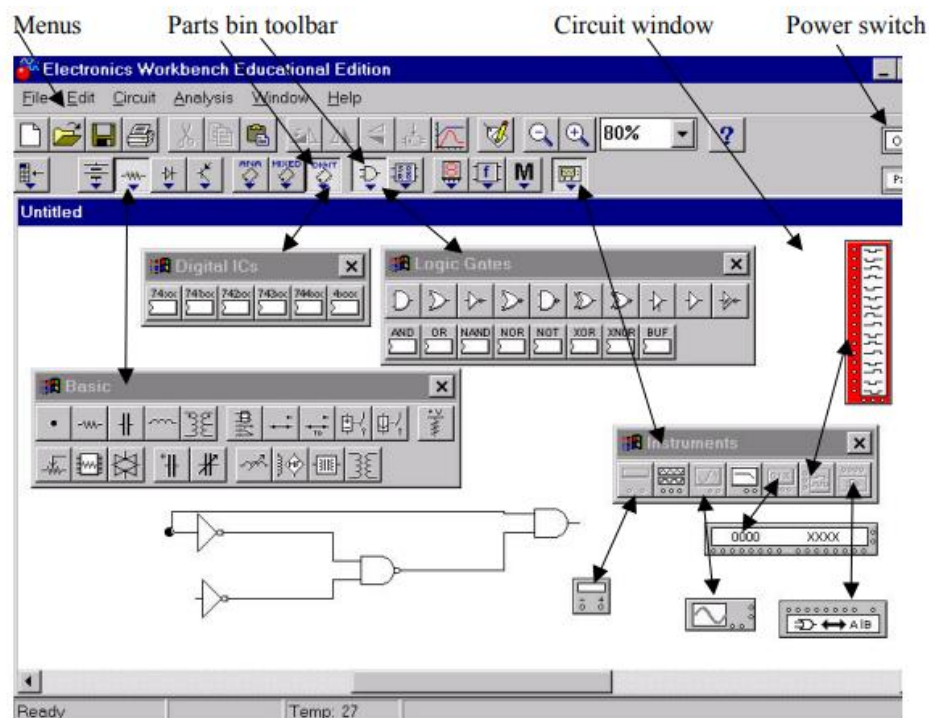 Menus Parts bin toolbar Circuit window Power switch
Electronics Workbench Educational Edition
File Edit Circuit Analysis Window Help
80% ?
ANA MIXED DIGIT M
Untitled
Digital ICs
74xx 741xx 742xx 743xx 744xx 4xxx
Logic Gates
AND OR NAND NOR NOT XOR XNOR BUF
Basic
Instruments
0000 XXXX
A|B
Ready Temp: 27